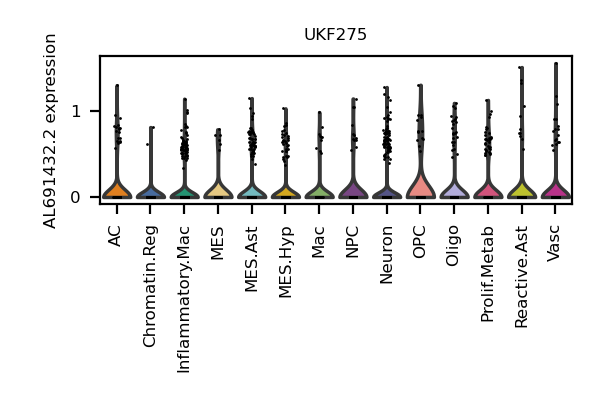 UKF275
AL691432.2 expression
1
0
AC
Chromatin.Reg
Inflammatory.Mac
MES
MES.Ast
MES.Hyp
Mac
NPC
Neuron
OPC
Oligo
Prolif.Metab
Reactive.Ast
Vasc